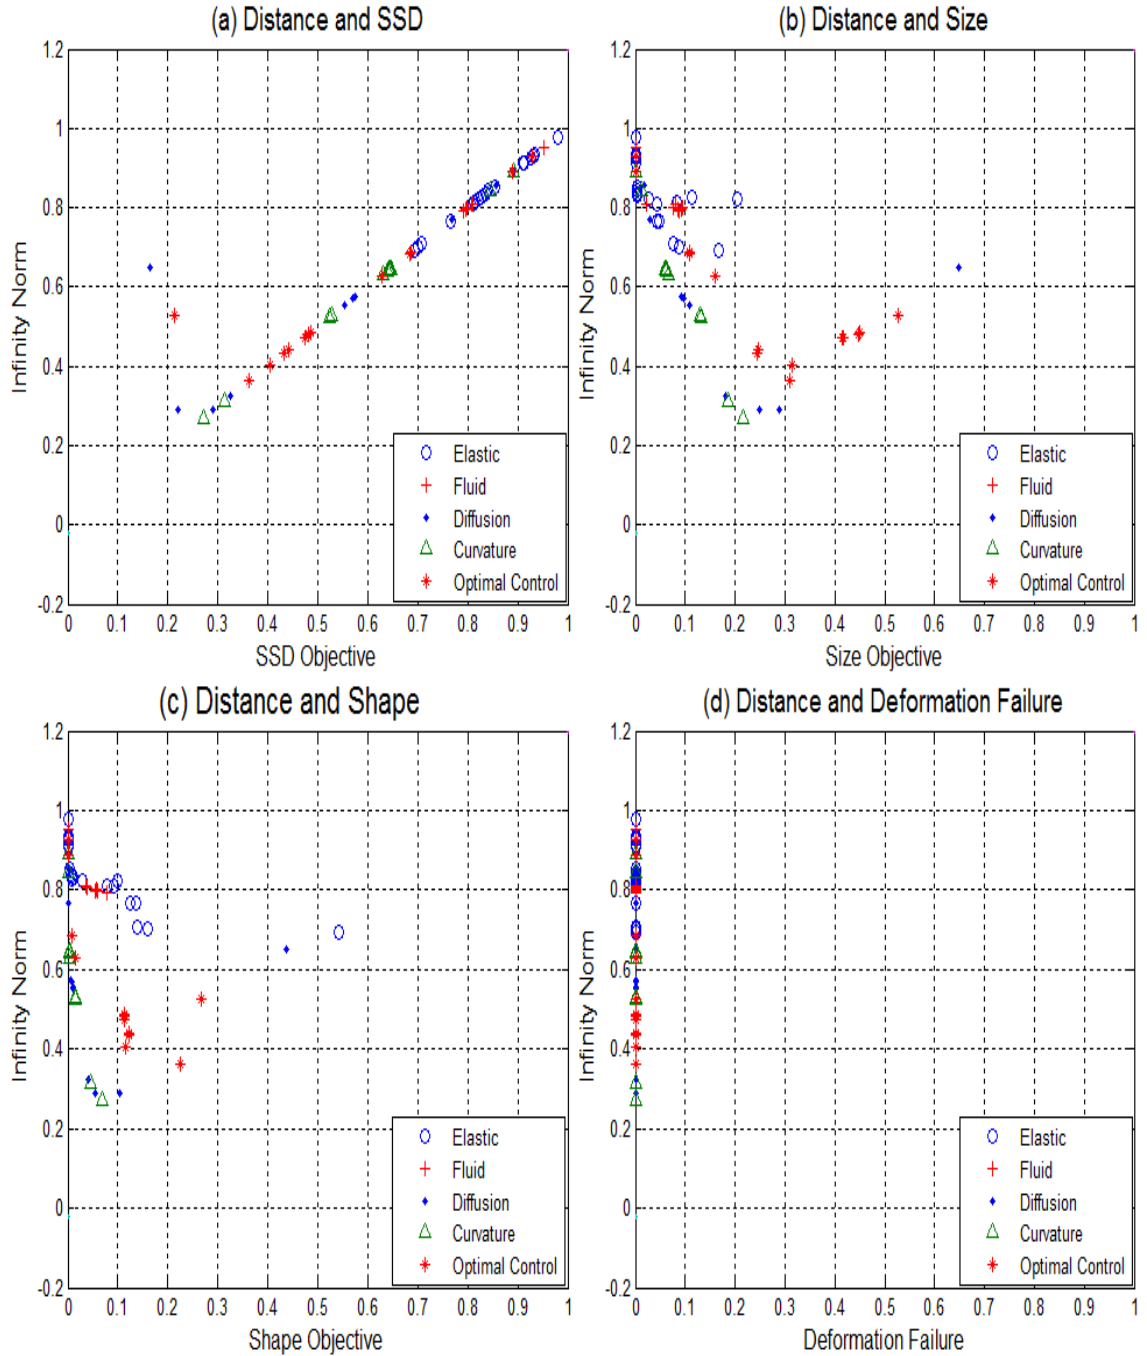 (a) Distance and SSD
1.2
1
0.8
0.6
0.4
0.2
0
-0.2
Infinity Norm
Elastic
Fluid
Diffusion
Curvature
Optimal Control
0 0.1 0.2 0.3 0.4 0.5 0.6 0.7 0.8 0.9 1
SSD Objective
(b) Distance and Size
1.2
1
0.8
0.6
0.4
0.2
0
-0.2
Infinity Norm
Elastic
Fluid
Diffusion
Curvature
Optimal Control
0 0.1 0.2 0.3 0.4 0.5 0.6 0.7 0.8 0.9 1
Size Objective
(c) Distance and Shape
1.2
1
0.8
0.6
0.4
0.2
0
-0.2
Infinity Norm
Elastic
Fluid
Diffusion
Curvature
Optimal Control
0 0.1 0.2 0.3 0.4 0.5 0.6 0.7 0.8 0.9 1
Shape Objective
(d) Distance and Deformation Failure
1.2
1
0.8
0.6
0.4
0.2
0
-0.2
Infinity Norm
Elastic
Fluid
Diffusion
Curvature
Optimal Control
0 0.1 0.2 0.3 0.4 0.5 0.6 0.7 0.8 0.9 1
Deformation Failure